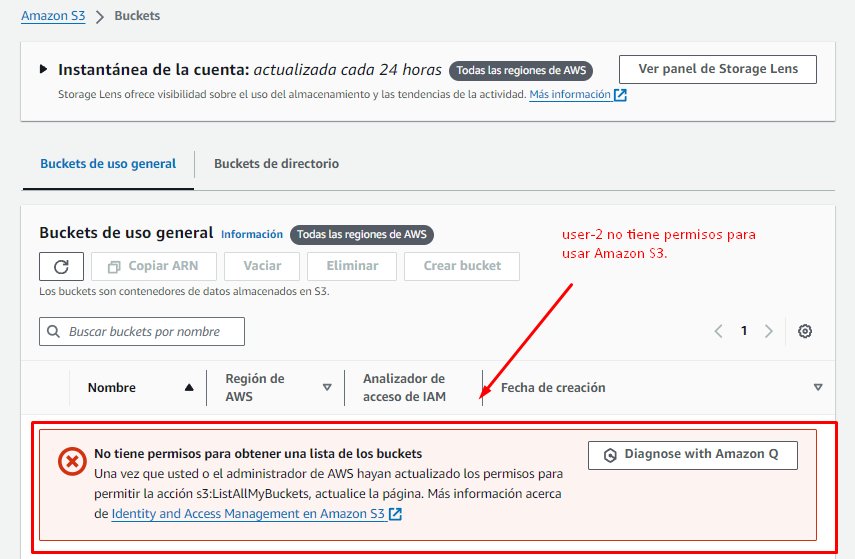 Amazon S3 > Buckets
Instantánea de la cuenta: actualizada cada 24 horas Todas las regiones de AWS
Ver panel de Storage Lens
Storage Lens ofrece visibilidad sobre el uso del almacenamiento y las tendencias de la actividad. Más información
Buckets de uso general Buckets de directorio
Buckets de uso general Información Todas las regiones de AWS
user-2 no tiene permisos para
usar Amazon S3.
Copiar ARN Vaciar Eliminar Crear bucket
Los buckets son contenedores de datos almacenados en S3.
Buscar buckets por nombre
1
Nombre
Región de
AWS
Analizador de
acceso de IAM
Fecha de creación
No tiene permisos para obtener una lista de los buckets
Una vez que usted o el administrador de AWS hayan actualizado los permisos para
permitir la acción s3:ListAllMyBuckets, actualice la página. Más información acerca
de Identity and Access Management en Amazon S3
Diagnose with Amazon Q